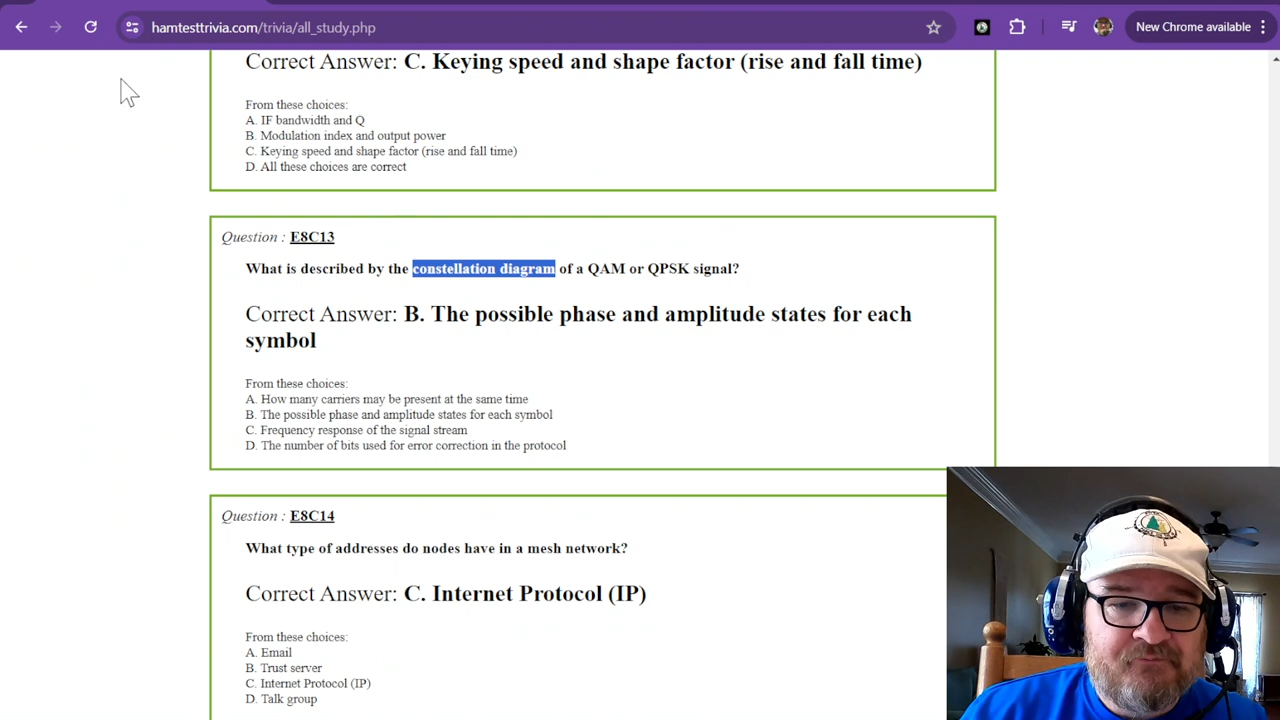 hamtesttrivia.com/trivia/all_study.php
New Chrome available
Correct Answer: C. Keying speed and shape factor (rise and fall time)
From these choices:
A. IF bandwidth and Q
B. Modulation index and output power
C. Keying speed and shape factor (rise and fall time)
D. All these choices are correct
Question : E8C13
What is described by the constellation diagram of a QAM or QPSK signal?
Correct Answer: B. The possible phase and amplitude states for each
symbol
From these choices:
A. How many carriers may be present at the same time
B. The possible phase and amplitude states for each symbol
C. Frequency response of the signal stream
D. The number of bits used for error correction in the protocol
Question : E8C14
What type of addresses do nodes have in a mesh network?
Correct Answer: C. Internet Protocol (IP)
From these choices:
A. Email
B. Trust server
C. Internet Protocol (IP)
D. Talk group